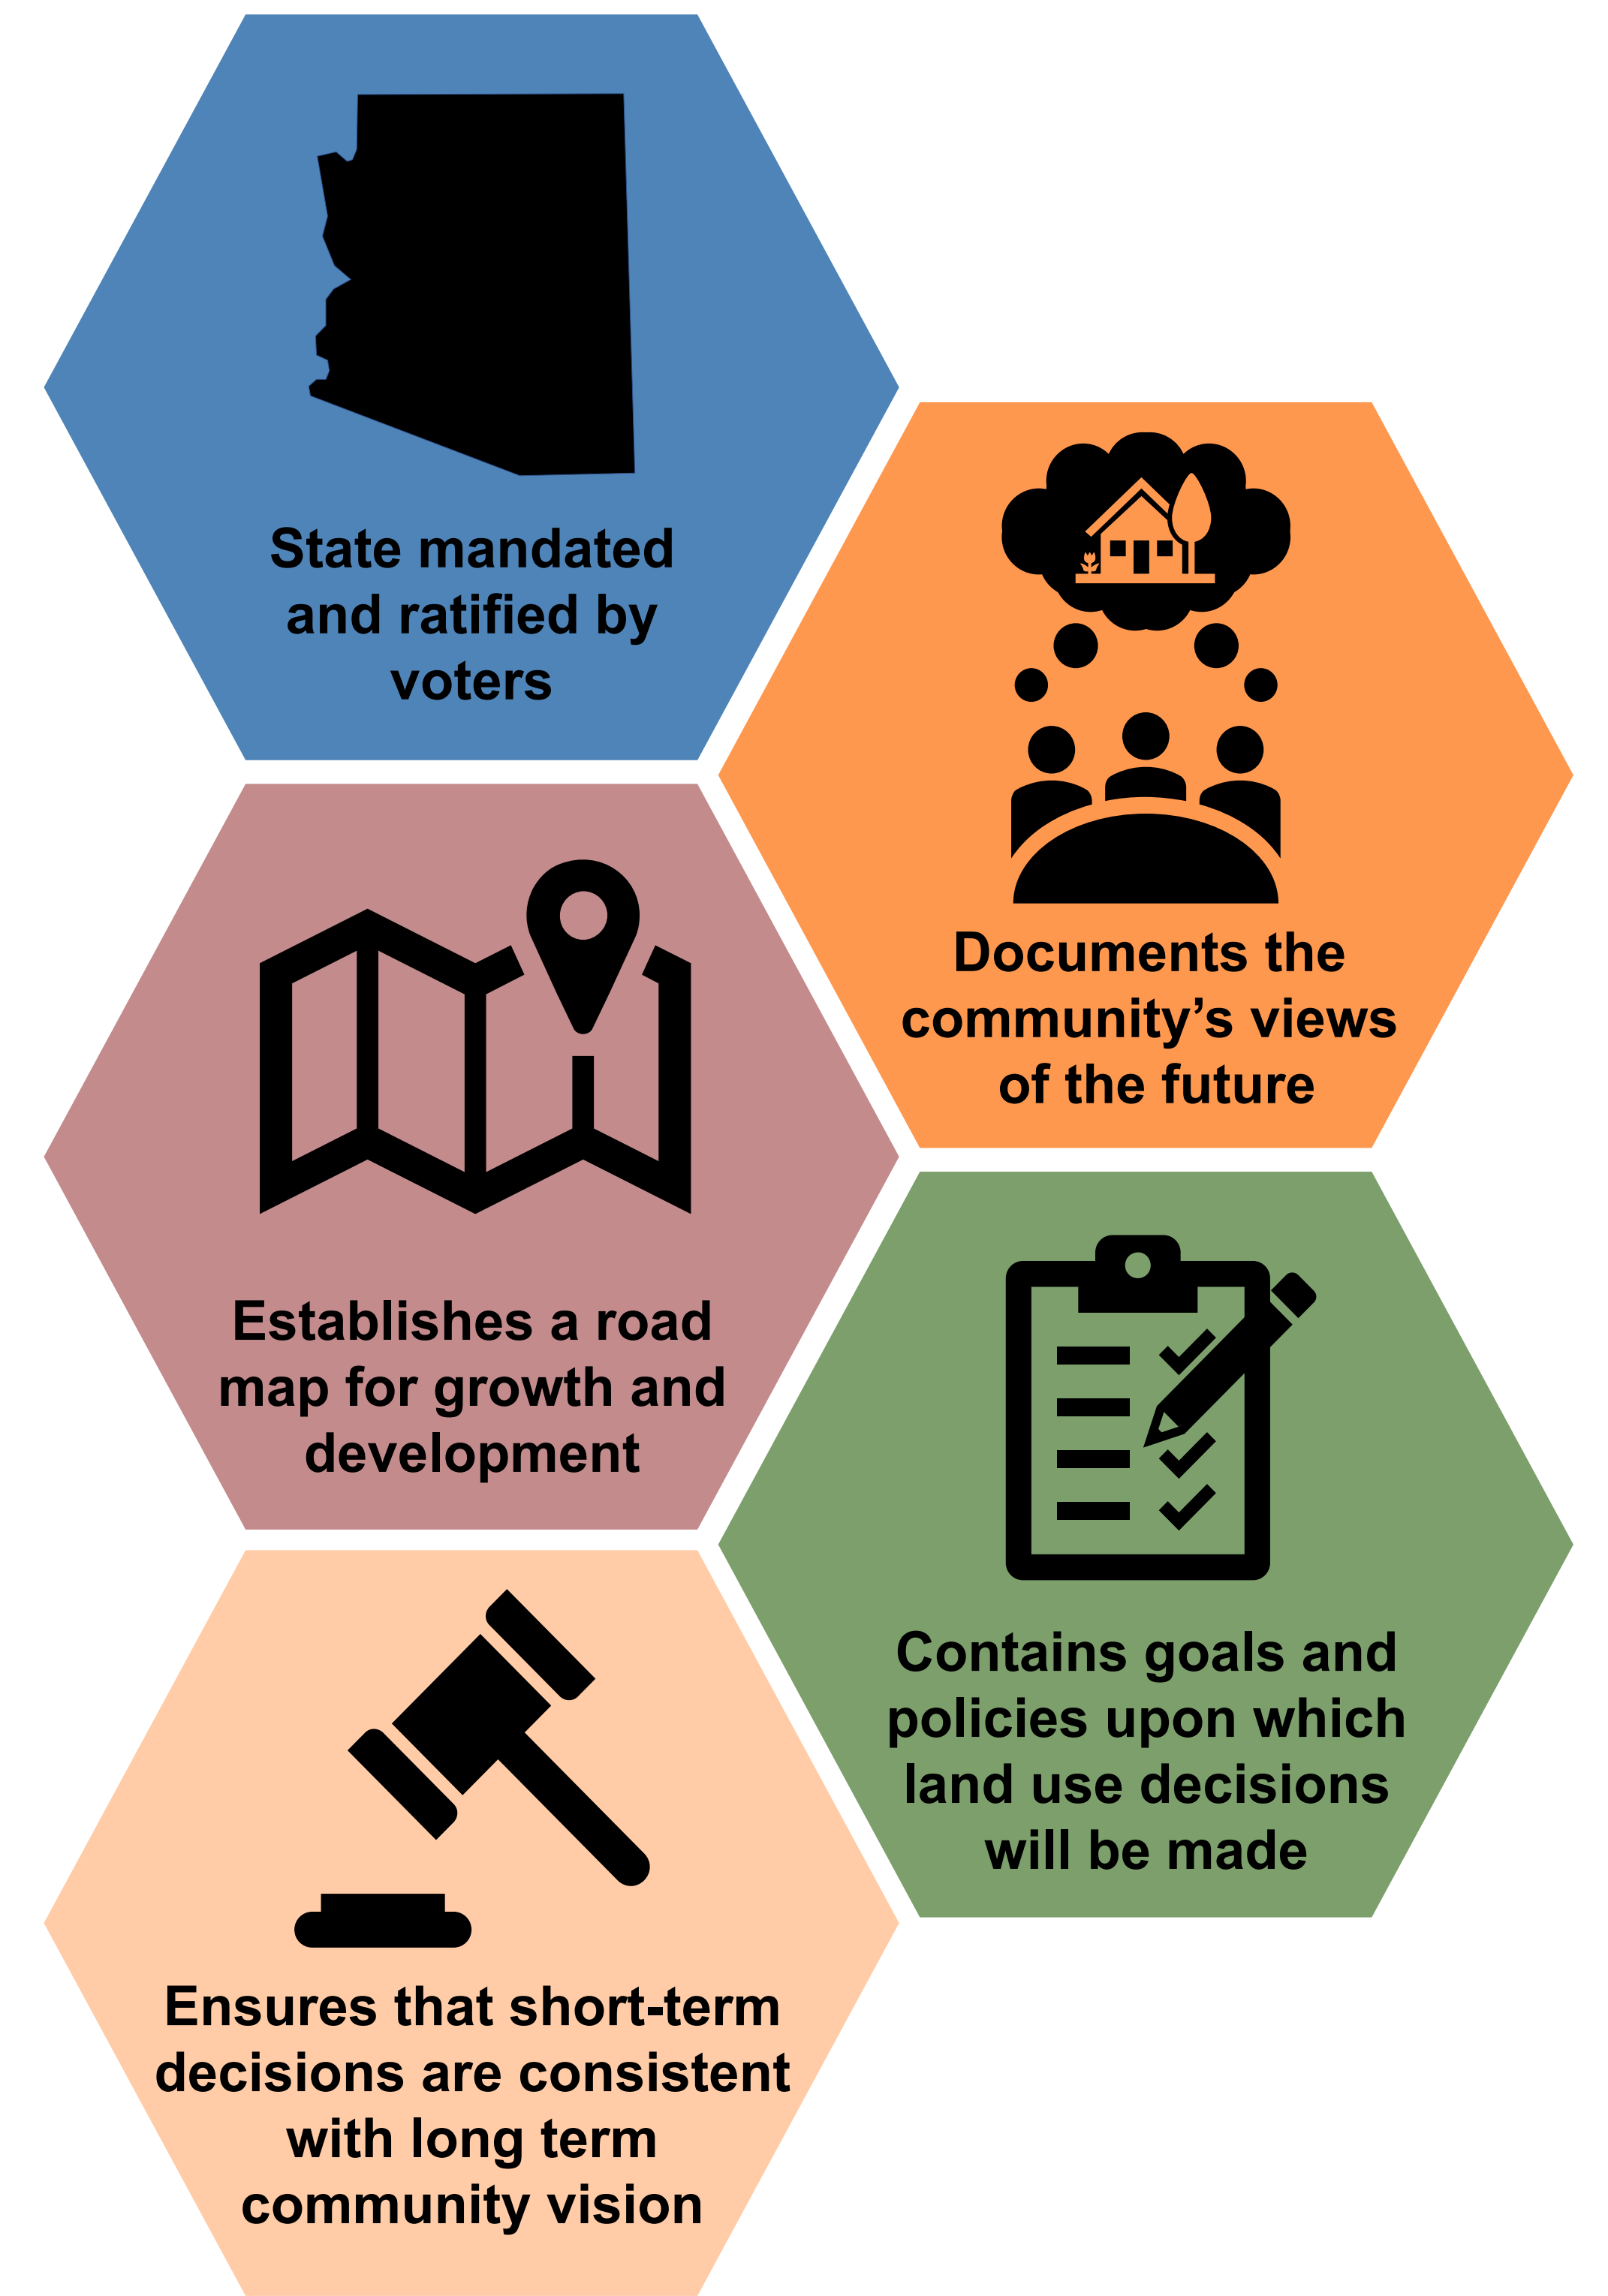 State mandated
and ratified by
voters
Documents the
community’s views
of the future
Establishes a road
map for growth and
development
Contains goals and
policies upon which
land use decisions
will be made
Ensures that short-term
decisions are consistent
with long term
community vision